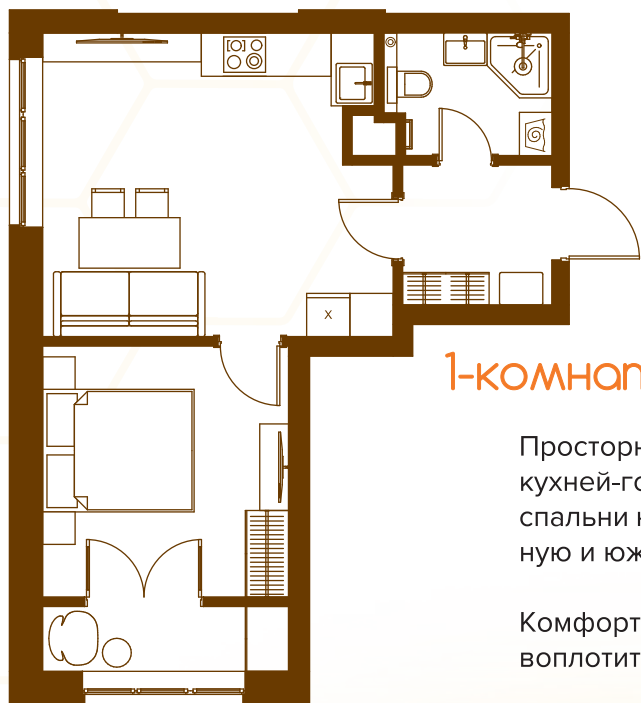 X
1-комнат
Просторн
кухней-го
спальни н
ную и юж
Комфорт
воплотит